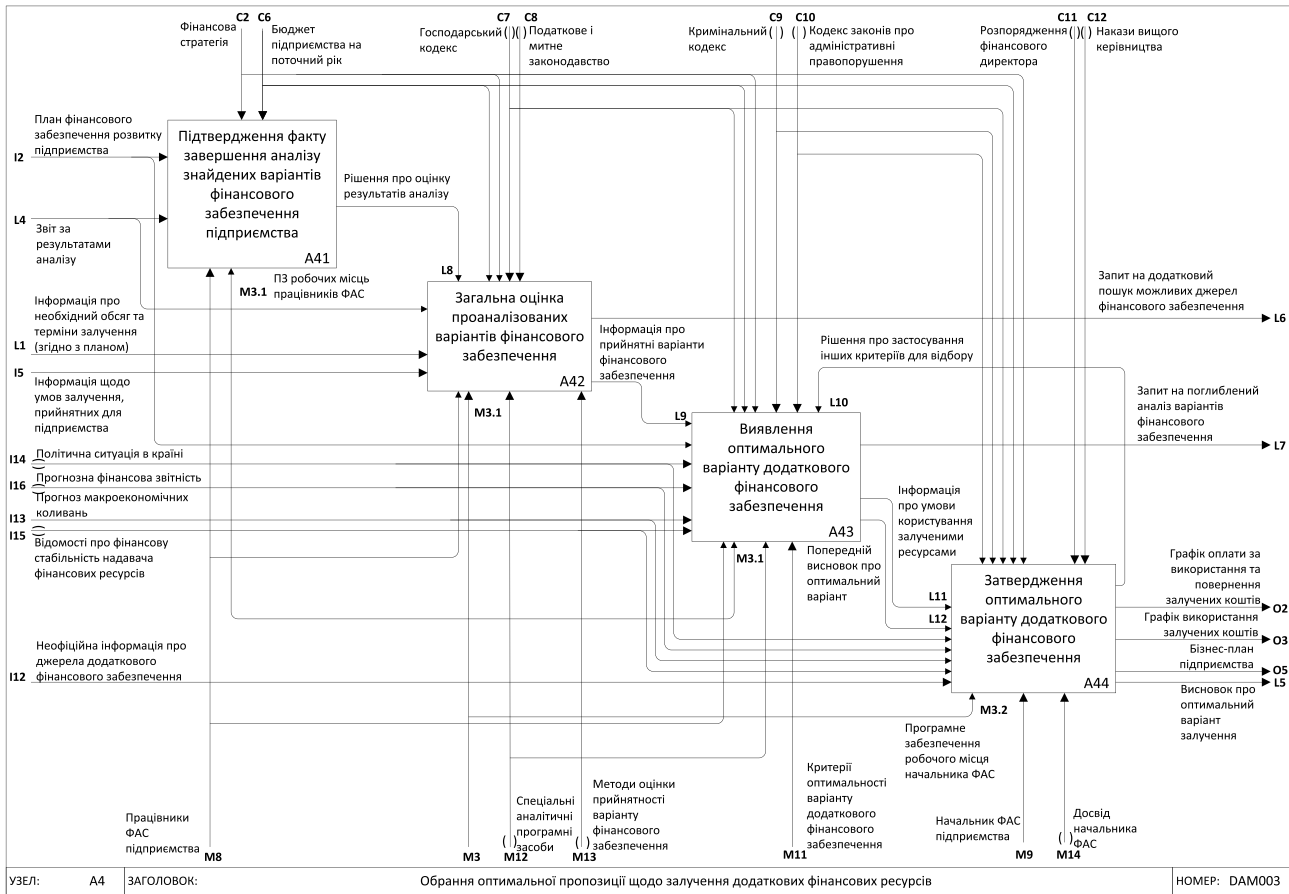 C2 C6
Фінансова
стратегія
Бюджет
підприємства на
поточний рік
C7 C8
Господарський
кодекс
Податкове і
митне
законодавство
C9 C10
Кримінальний
кодекс
Кодекс законів про
адміністративні
правопорушення
C11 C12
Розпорядження
фінансового
директора
Накази вищого
керівництва
План фінансового
забезпечення розвитку
підприємства
I2
L4
Звіт за
результатами
аналізу
Підтвердження факту
завершення аналізу
знайдених варіантів
фінансового
забезпечення
підприємства
A41
Рішення про оцінку
результатів аналізу
M3.1
ПЗ робочих місць
працівників ФАС
Інформація про
необхідний обсяг та
терміни залучення
(згідно з планом)
L1
I5
Інформація щодо
умов залучення,
прийнятних для
підприємства
L8
Загальна оцінка
проаналізованих
варіантів фінансового
забезпечення
A42
M3.1
Інформація про
прийнятні варіанти
фінансового
забезпечення
Запит на додатковий
пошук можливих джерел
фінансового забезпечення
L6
Рішення про застосування
інших критеріїв для відбору
L10
L9
Виявлення
оптимального
варіанту додаткового
фінансового
забезпечення
A43
M3.1
Запит на поглиблений
аналіз варіантів
фінансового
забезпечення
L7
I14 Політична ситуація в країні
I16 Прогнозна фінансова звітність
Прогноз макроекономічних
коливань
I13
I15
Відомості про фінансову
стабільність надавача
фінансових ресурсів
Інформація
про умови
користування
залученими
ресурсами
Попередній
висновок про
оптимальний
варіант
L11
L12
Затвердження
оптимального
варіанту додаткового
фінансового
забезпечення
A44
M3.2
Графік оплати за
використання та
повернення
залучених коштів
O2
Графік використання
залучених коштів
O3
Бізнес-план
підприємства
O5
L5
Висновок про
оптимальний
варіант
залучення
Неофіційна інформація про
джерела додаткового
фінансового забезпечення
I12
Програмне
забезпечення
робочого місця
начальника ФАС
Працівники
ФАС
підприємства
M8
M3
Спеціальні
аналітичні
програмні
засоби
M12
Методи оцінки
прийнятності
варіанту
фінансового
забезпечення
M13
Критерії
оптимальності
варіанту
додаткового
фінансового
забезпечення
M11
Начальник ФАС
підприємства
M9
Досвід
начальника
ФАС
M14
УЗЕЛ: A4 ЗАГОЛОВОК: Обрання оптимальної пропозиції щодо залучення додаткових фінансових ресурсів НОМЕР: DAM003